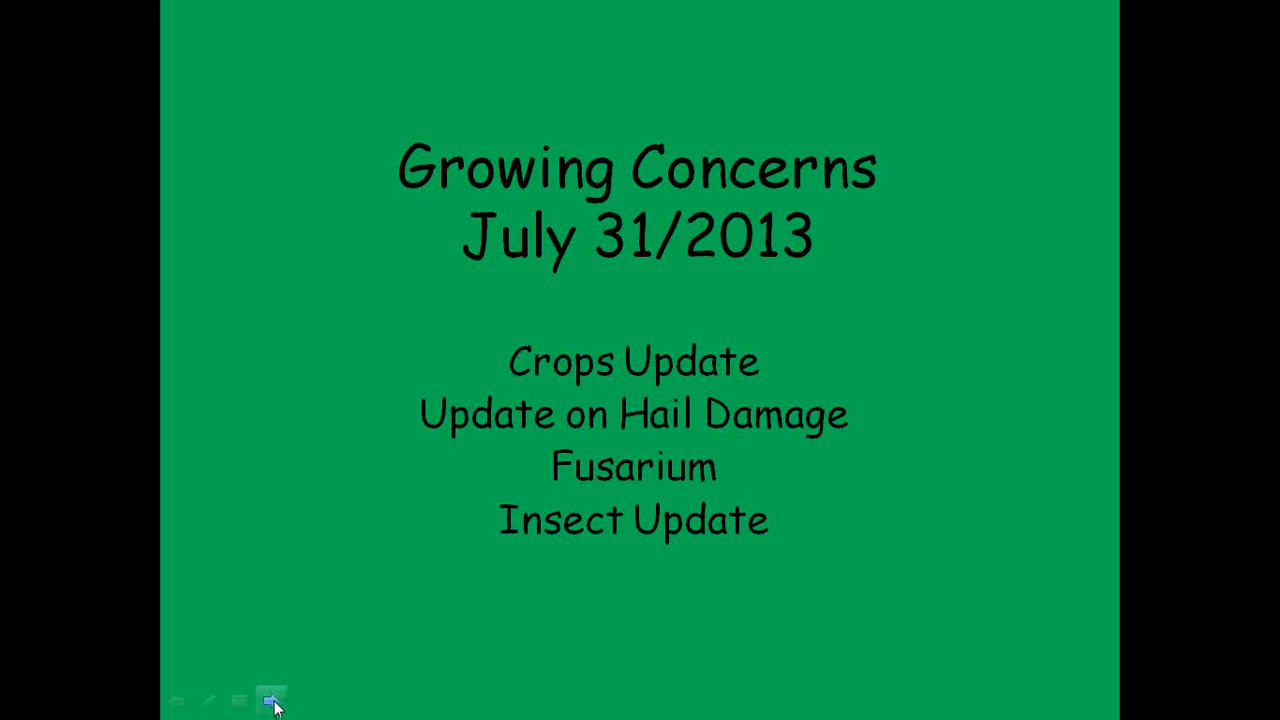 Growing Concerns
July 31/2013
Crops Update
Update on Hail Damage
Fusarium
Insect Update